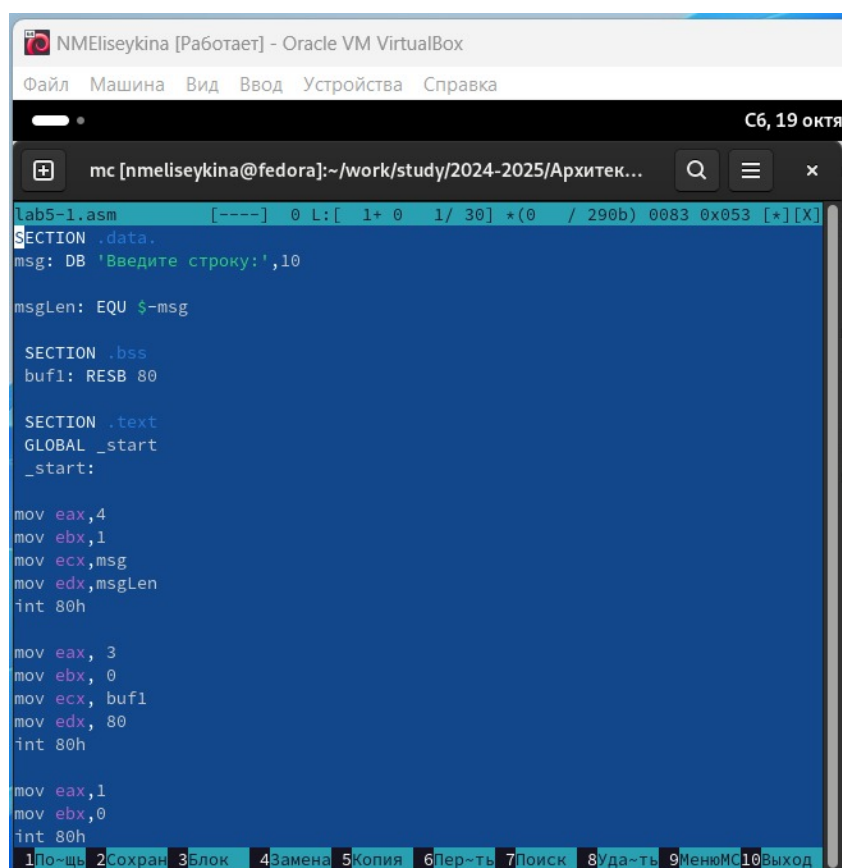 NMEliseykina [Работает] - Oracle VM VirtualBox
Файл Машина Вид Ввод Устройства Справка
Сб, 19 октя
mc [nmeliseykina@fedora]:~/work/study/2024-2025/Архитек...
lab5-1.asm [----] 0 L:[ 1+ 0 1/ 30] *(0 / 290b) 0083 0x053 [*][X]
SECTION .data.
msg: DB 'Введите строку:',10
msgLen: EQU $-msg
SECTION .bss
buf1: RESB 80
SECTION .text
GLOBAL _start
_start:
mov eax,4
mov ebx,1
mov ecx,msg
mov edx,msgLen
int 80h
mov eax, 3
mov ebx, 0
mov ecx, buf1
mov edx, 80
int 80h
mov eax,1
mov ebx,0
int 80h
1По~щь 2Сохран 3Блок 4Замена 5Копия 6Пер~ть 7Поиск 8Уда~ть 9МенюMC 10Выход